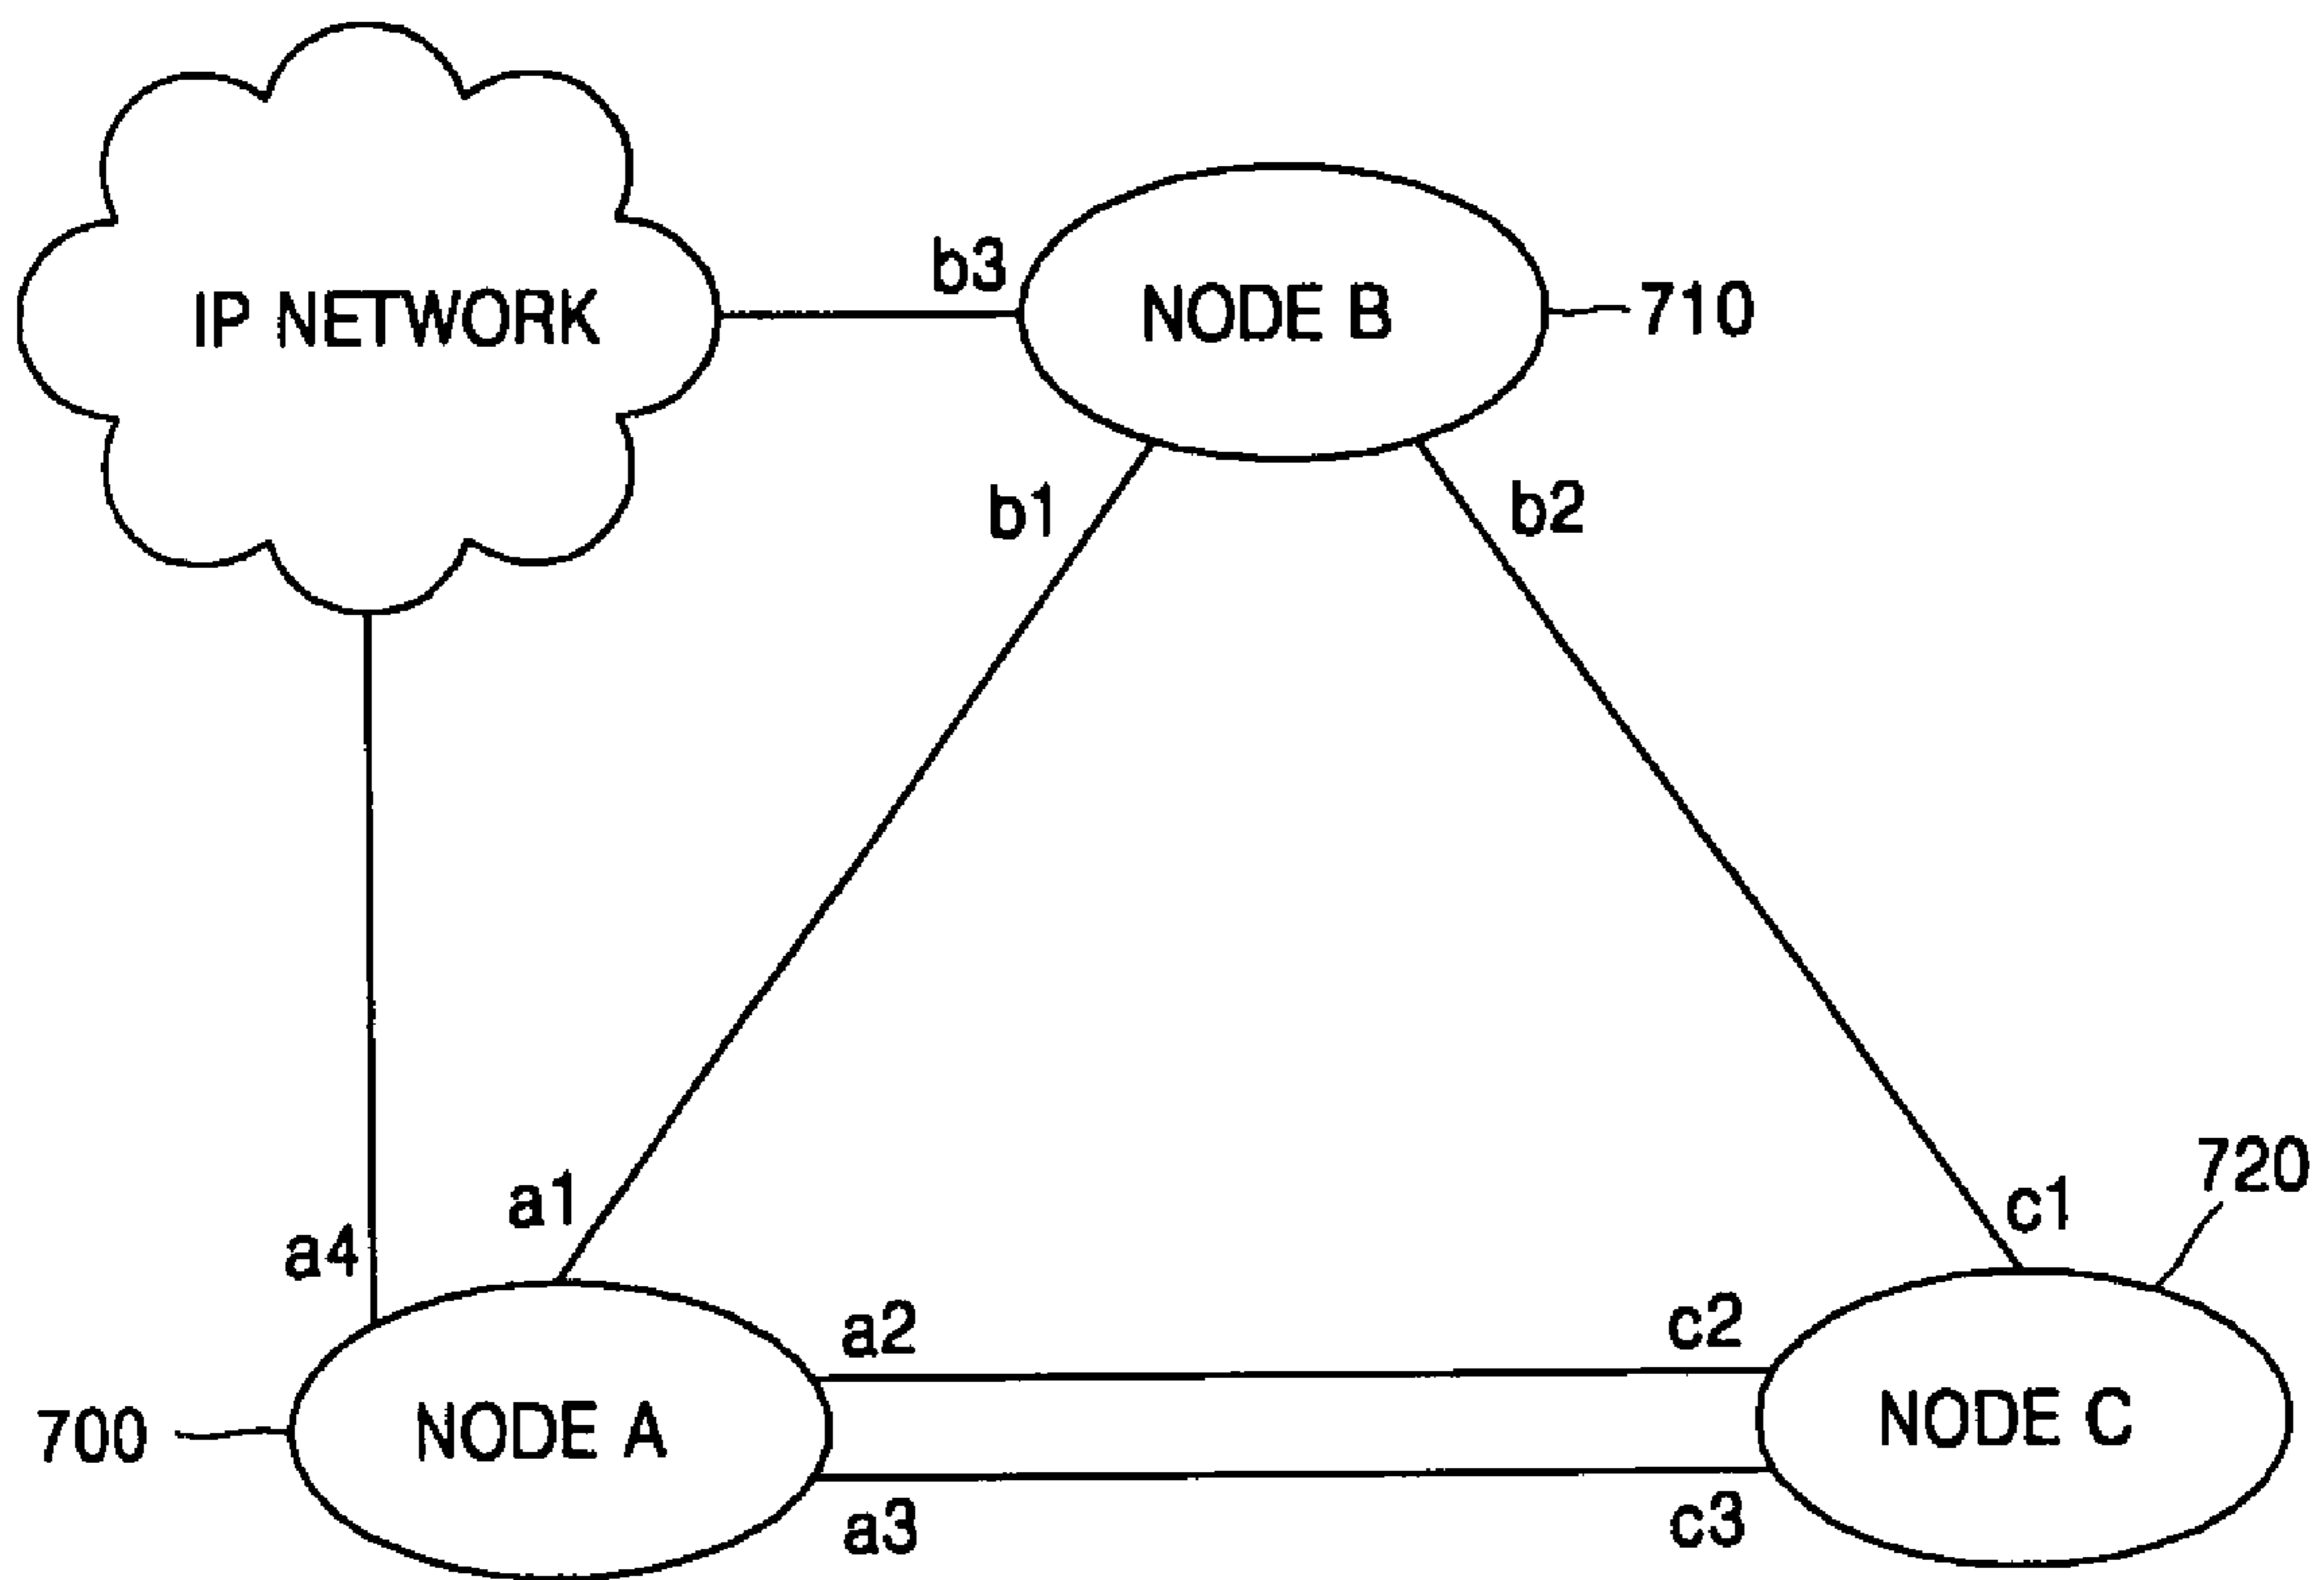 b3
IP NETWORK
NODE B
710
b1
b2
720
a1
c1
a4
a2
c2
700
NODE A
NODE C
a3
c3